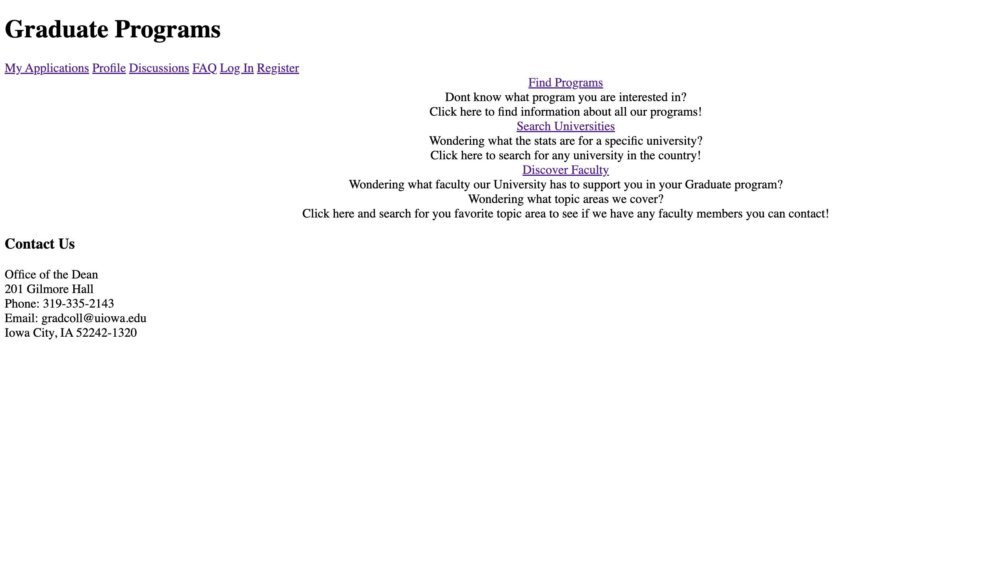 Graduate Programs
My Applications Profile Discussions FAQ Log In Register
Find Programs
Dont know what program you are interested in?
Click here to find information about all our programs!
Search Universities
Wondering what the stats are for a specific university?
Click here to search for any university in the country!
Discover Faculty
Wondering what faculty our University has to support you in your Graduate program?
Wondering what topic areas we cover?
Click here and search for you favorite topic area to see if we have any faculty members you can contact!
Contact Us
Office of the Dean
201 Gilmore Hall
Phone: 319-335-2143
Email: gradcoll@uiowa.edu
Iowa City, IA 52242-1320